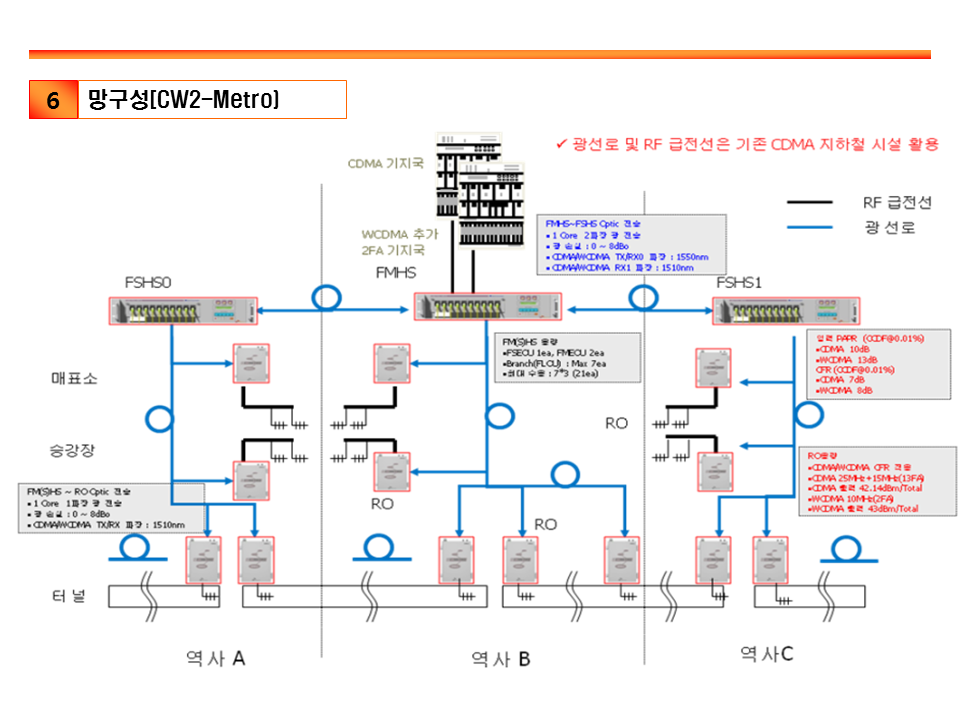 6 망구성(CW2-Metro)
✓ 광선로 및 RF 급전선은 기존 CDMA 지하철 시설 활용
CDMA 기지국
RF 급전선
광 선로
WCDMA 추가
2FA 기지국
FMHS~FSHS Optic 전송
▪ 1 Core 2파장 광 전송
▪ 광 손실 : 0 ~ 8dBo
▪ CDMA/WCDMA TX/RX0 파장 : 1550nm
▪ CDMA/WCDMA RX1 파장 : 1510nm
FSHS0
FMHS
FSHS1
FM(S)HS 용량
▪FSECU 1ea, FMECU 2ea
▪Branch(FLCU) : Max 7ea
▪최대 수용 : 7*3 (21ea)
입력 PAPR (CCDF@0.01%)
▪CDMA 10dB
▪WCDMA 13dB
CFR (CCDF@0.01%)
▪CDMA 7dB
▪WCDMA 8dB
매표소
RO
승강장
RO용량
▪CDMA/WCDMA CFR 적용
▪CDMA 25MHz+15MHz(13FA)
▪CDMA 출력 42.14dBm/Total
▪WCDMA 10MHz(2FA)
▪WCDMA 출력 43dBm/Total
FM(S)HS ~ RO Optic 전송
▪ 1 Core 1파장 광 전송
▪ 광 손실 : 0 ~ 8dBo
▪ CDMA/WCDMA TX/RX 파장 : 1510nm
RO
RO
터 널
역사 A
역사 B
역사C